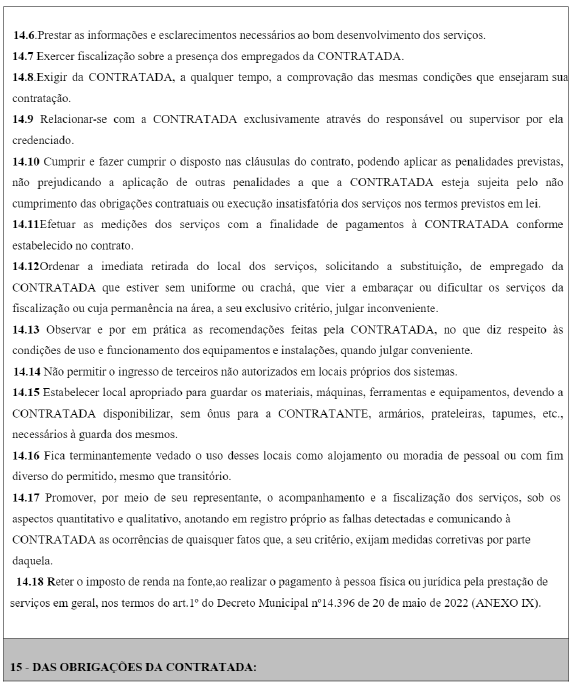 14.6.Prestar as informações e esclarecimentos necessários ao bom desenvolvimento dos serviços.
14.7 Exercer fiscalização sobre a presença dos empregados da CONTRATADA.
14.8.Exigir da CONTRATADA, a qualquer tempo, a comprovação das mesmas condições que ensejaram sua
contratação.
14.9 Relacionar-se com a CONTRATADA exclusivamente através do responsável ou supervisor por ela
credenciado.
14.10 Cumprir e fazer cumprir o disposto nas cláusulas do contrato, podendo aplicar as penalidades previstas,
não prejudicando a aplicação de outras penalidades a que a CONTRATADA esteja sujeita pelo não
cumprimento das obrigações contratuais ou execução insatisfatória dos serviços nos termos previstos em lei.
14.11Efetuar as medições dos serviços com a finalidade de pagamentos à CONTRATADA conforme
estabelecido no contrato.
14.12Ordenar a imediata retirada do local dos serviços, solicitando a substituição, de empregado da
CONTRATADA que estiver sem uniforme ou crachá, que vier a embaraçar ou dificultar os serviços da
fiscalização ou cuja permanência na área, a seu exclusivo critério, julgar inconveniente.
14.13 Observar e por em prática as recomendações feitas pela CONTRATADA, no que diz respeito às
condições de uso e funcionamento dos equipamentos e instalações, quando julgar conveniente.
14.14 Não permitir o ingresso de terceiros não autorizados em locais próprios dos sistemas.
14.15 Estabelecer local apropriado para guardar os materiais, máquinas, ferramentas e equipamentos, devendo a
CONTRATADA disponibilizar, sem ônus para a CONTRATANTE, armários, prateleiras, tapumes, etc.,
necessários à guarda dos mesmos.
14.16 Fica terminantemente vedado o uso desses locais como alojamento ou moradia de pessoal ou com fim
diverso do permitido, mesmo que transitório.
14.17 Promover, por meio de seu representante, o acompanhamento e a fiscalização dos serviços, sob os
aspectos quantitativo e qualitativo, anotando em registro próprio as falhas detectadas e comunicando à
CONTRATADA as ocorrências de quaisquer fatos que, a seu critério, exijam medidas corretivas por parte
daquela.
14.18 Reter o imposto de renda na fonte,ao realizar o pagamento à pessoa física ou jurídica pela prestação de
serviços em geral, nos termos do art.1º do Decreto Municipal nº14.396 de 20 de maio de 2022 (ANEXO IX).
15 - DAS OBRIGAÇÕES DA CONTRATADA: